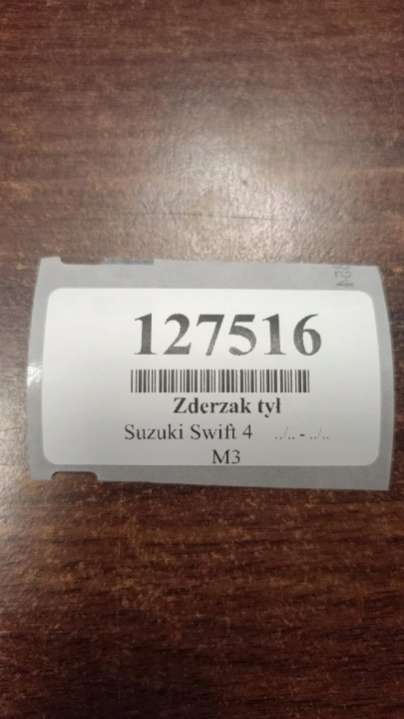 127516
Zderzak tył
Suzuki Swift 4 ../.. - ../..
M3